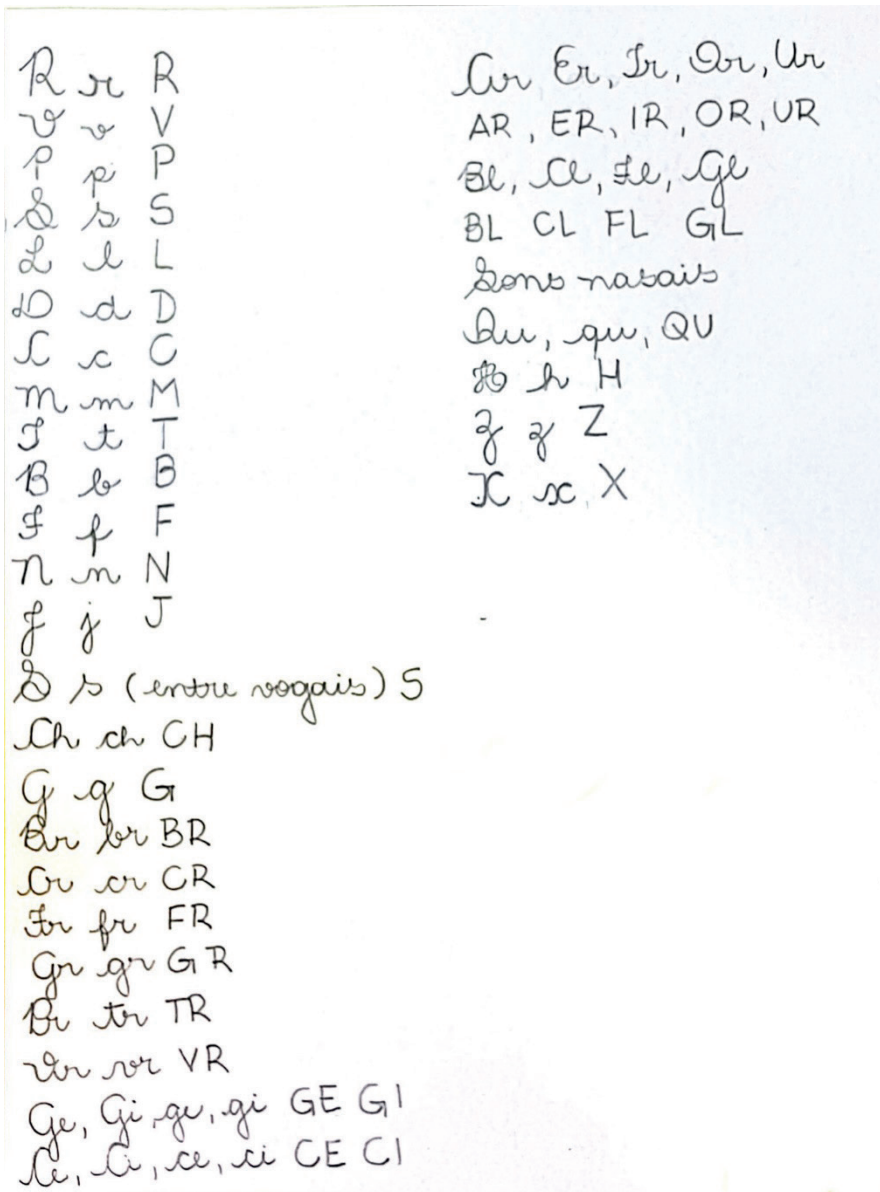 R r R
V v V
P p P
S s S
L l L
D d D
C c C
M m M
T t T
B b B
F f F
N n N
J j J
S s (entre vogais) S
Ch ch CH
G g G
Br br BR
Cr cr CR
Fr fr FR
Gr gr GR
Br tr TR
Vr vr VR
Ge, Gi, ge, gi GE GI
Ce, Ci, ce, ci CE CI
Ar Er, Ir, Or, Ur
AR, ER, IR, OR, UR
Bl, Cl, Fl, Gl
BL CL FL GL
Sons nasais
Qu, qu, QU
H h H
Z z Z
X x X